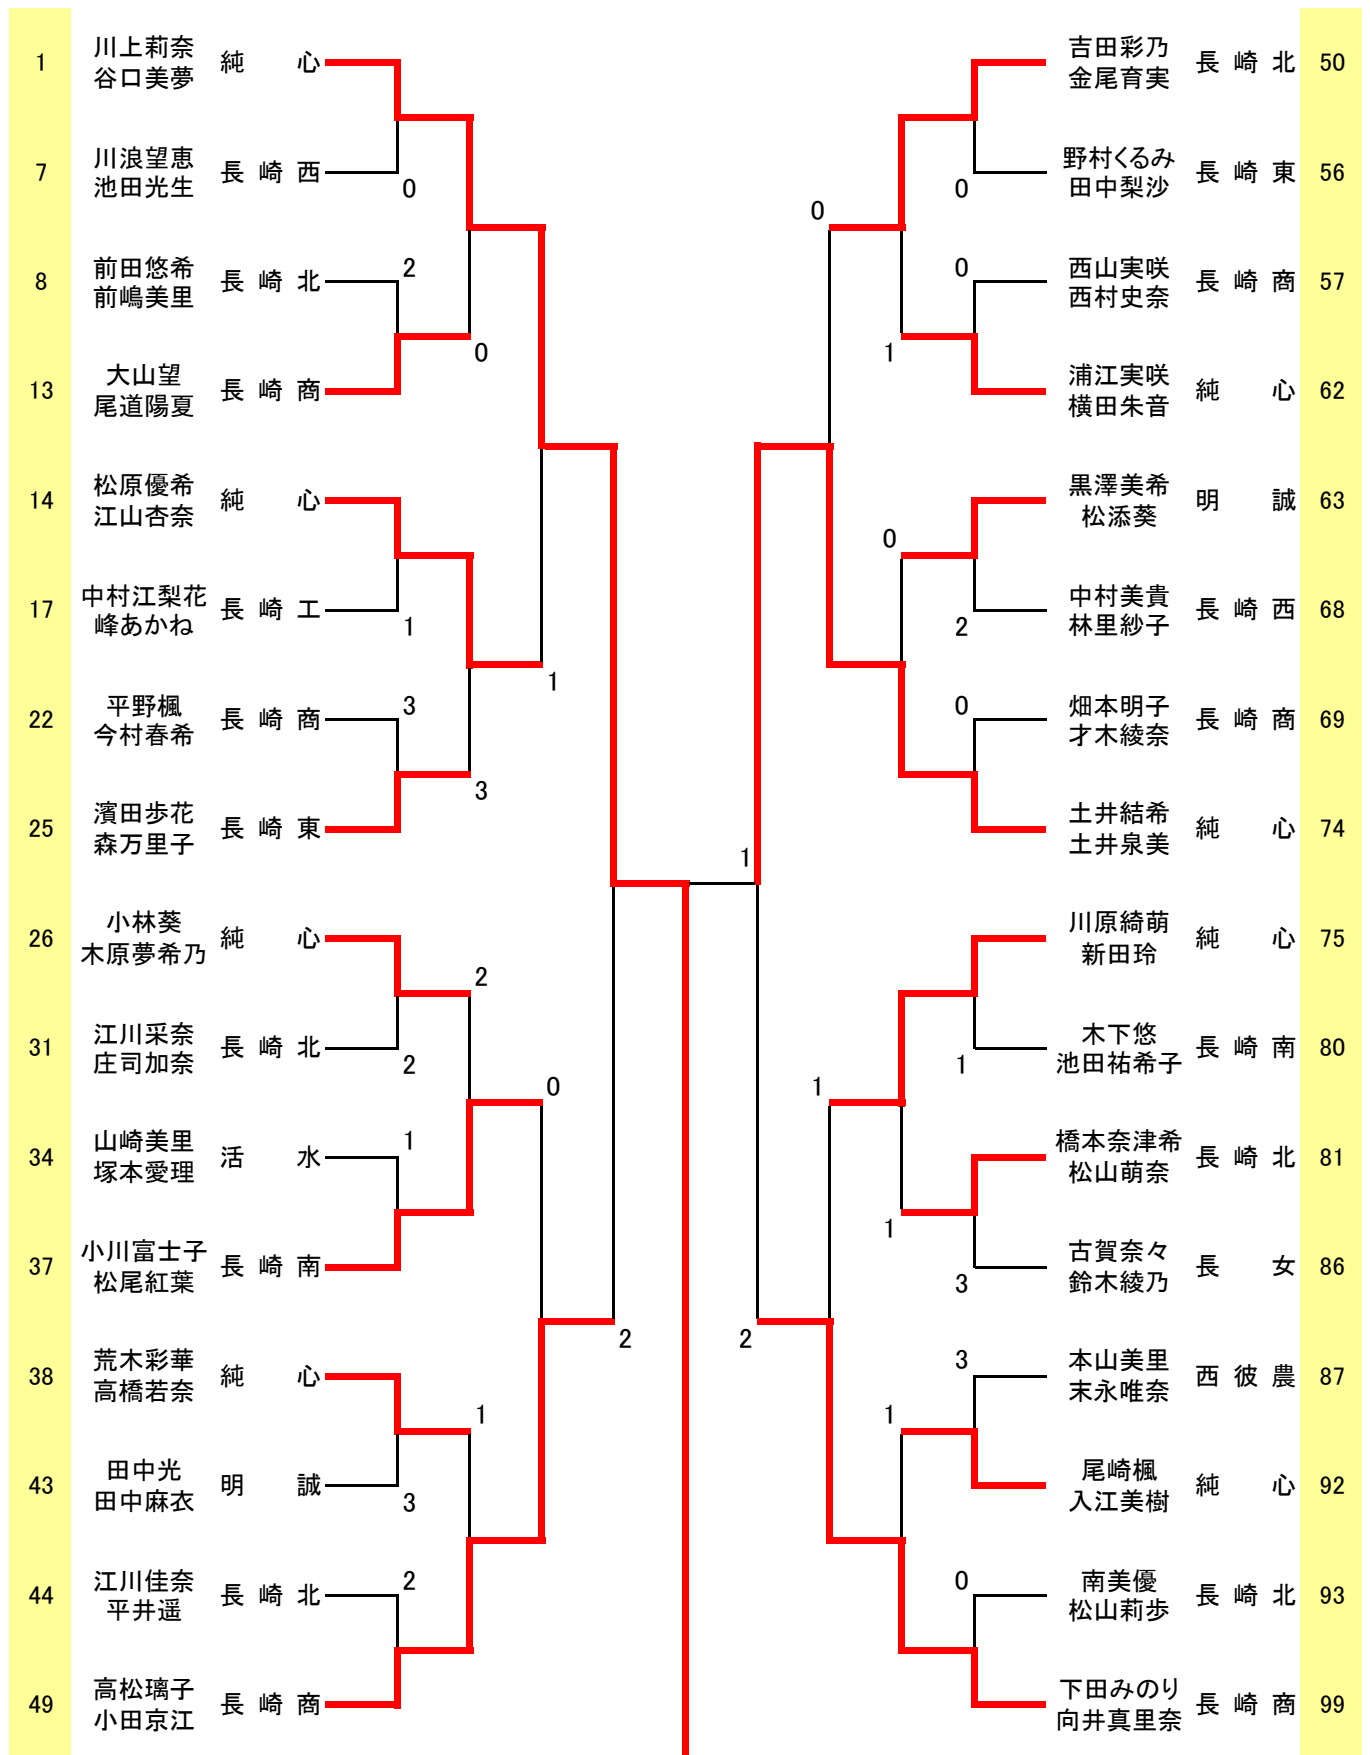 1 川上莉奈 谷口美夢 純心
0
7 川浪望恵 池田光生 長崎西
2
8 前田悠希 前嶋美里 長崎北
0
13 大山望 尾道陽夏 長崎商
14 松原優希 江山杏奈 純心
17 中村江梨花 峰あかね 長崎工
1
1
22 平野楓 今村春希 長崎商
3
3
25 濱田歩花 森万里子 長崎東
26 小林葵 木原夢希乃 純心
2
31 江川采奈 庄司加奈 長崎北
2
0
34 山崎美里 塚本愛理 活水
1
37 小川富士子 松尾紅葉 長崎南
2
38 荒木彩華 高橋若奈 純心
1
43 田中光 田中麻衣 明誠
3
44 江川佳奈 平井遥 長崎北
2
49 高松璃子 小田京江 長崎商
吉田彩乃 金尾育実 長崎北 50
野村くるみ 田中梨沙 長崎東 56
0
0
西山実咲 西村史奈 長崎商 57
0
1
浦江実咲 横田朱音 純心 62
黒澤美希 松添葵 明誠 63
0
中村美貴 林里紗子 長崎西 68
2
畑本明子 才木綾奈 長崎商 69
0
土井結希 土井泉美 純心 74
1
川原綺萌 新田玲 純心 75
木下悠 池田祐希子 長崎南 80
1
1
橋本奈津希 松山萌奈 長崎北 81
1
古賀奈々 鈴木綾乃 長女 86
3
2
本山美里 末永唯奈 西彼農 87
3
1
尾崎楓 入江美樹 純心 92
南美優 松山莉歩 長崎北 93
0
下田みのり 向井真里奈 長崎商 99